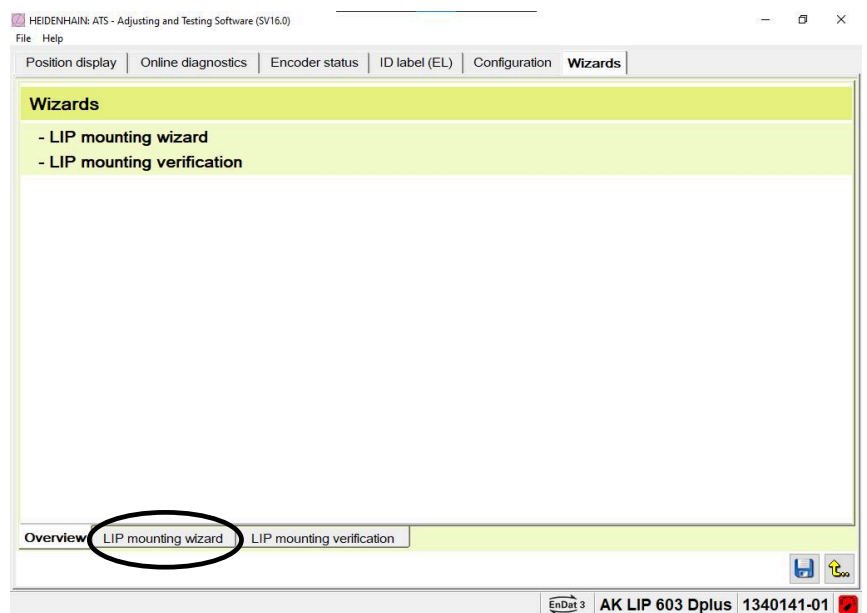 HEIDENHAIN: ATS - Adjusting and Testing Software (SV16.0)
File Help
Position display Online diagnostics Encoder status ID label (EL) Configuration Wizards
Wizards
- LIP mounting wizard
- LIP mounting verification
Overview LIP mounting wizard LIP mounting verification
EnDat 3 AK LIP 603 Dplus 1340141-01